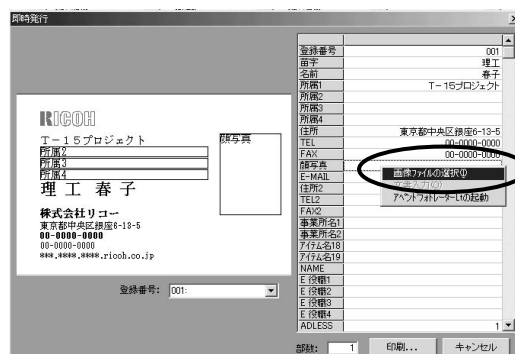 即時発行
RICOH
T－１５プロジェクト
所属2
所属3
所属4
顔写真
理 工 春 子
株式会社リコー
東京都中央区銀座6-13-5
00-0000-0000
00-0000-0000
***.****.****.ricoh.co.jp
登録番号: 001:
登録番号 001
苗字 理工
名前 春子
所属1 T－15プロジェクト
所属2
所属3
所属4
住所 東京都中央区銀座6-13-5
TEL 00-0000-0000
FAX 00-0000-0000
顔写真
E-MAIL
住所2
TEL2
FAX2
事業所名1
事業所名2
アイテム名18
アイテム名19
NAME
E 役職1
E 役職2
E 役職3
E 役職4
ADLESS 1
画像ファイルの選択(I)
文書入力(O)
アベントフォトレーターLtの起動
部数: 1 印刷... キャンセル